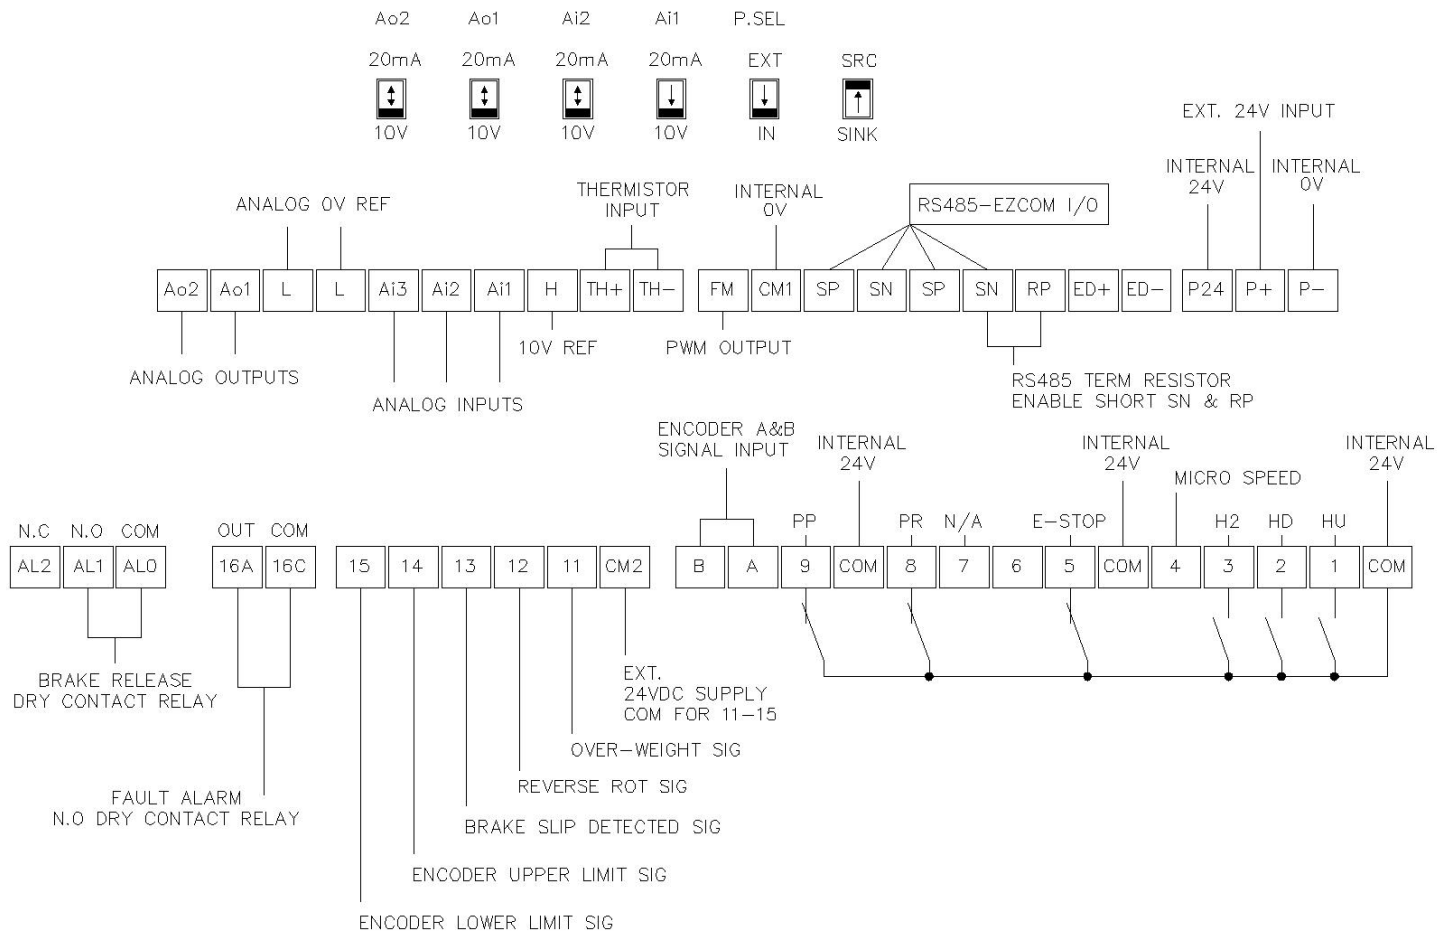 Ao2 Ao1 Ai2 Ai1 P.SEL
20mA 20mA 20mA 20mA EXT SRC
10V 10V 10V 10V IN SINK
EXT. 24V INPUT
INTERNAL
24V
INTERNAL
0V
ANALOG 0V REF
THERMISTOR
INPUT
INTERNAL
0V
RS485-EZCOM I/O
Ao2 Ao1 L L Ai3 Ai2 Ai1 H TH+ TH- FM CM1 SP SN SP SN RP ED+ ED- P24 P+ P-
10V REF
PWM OUTPUT
ANALOG OUTPUTS
ANALOG INPUTS
RS485 TERM RESISTOR
ENABLE SHORT SN & RP
ENCODER A&B
SIGNAL INPUT
INTERNAL
24V
INTERNAL
24V
INTERNAL
24V
MICRO SPEED
N.C N.O COM OUT COM PP PR N/A E-STOP H2 HD HU
AL2 AL1 AL0 16A 16C 15 14 13 12 11 CM2 B A 9 COM 8 7 6 5 COM 4 3 2 1 COM
BRAKE RELEASE
DRY CONTACT RELAY
EXT.
24VDC SUPPLY
COM FOR 11-15
OVER-WEIGHT SIG
REVERSE ROT SIG
FAULT ALARM
N.O DRY CONTACT RELAY
BRAKE SLIP DETECTED SIG
ENCODER UPPER LIMIT SIG
ENCODER LOWER LIMIT SIG